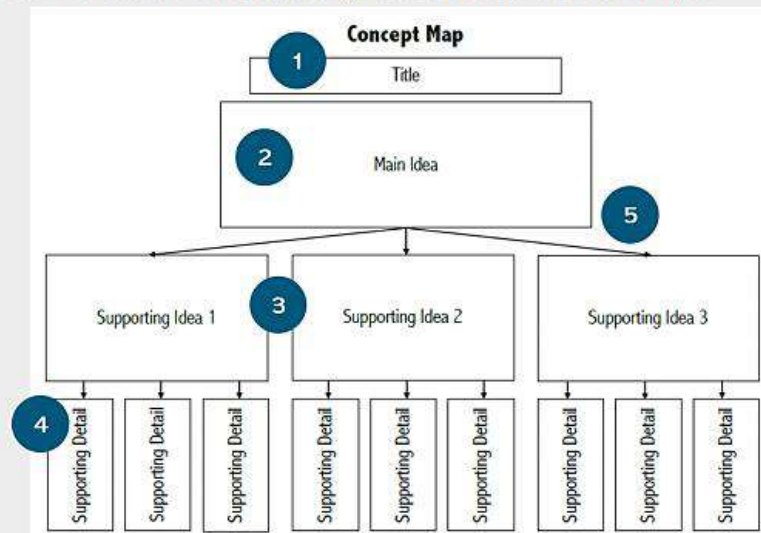 Concept Map
1
Title
2
Main Idea
5
Supporting Idea 1
3
Supporting Idea 2
Supporting Idea 3
4
Supporting Detail
Supporting Detail
Supporting Detail
Supporting Detail
Supporting Detail
Supporting Detail
Supporting Detail
Supporting Detail
Supporting Detail